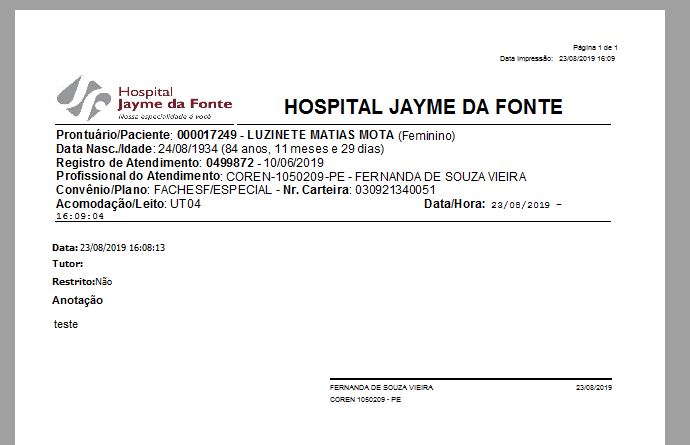 Página 1 de 1
Data Impressão: 23/08/2019 16:09
Hospital
Jayme da Fonte
Nossa especialidade é você
HOSPITAL JAYME DA FONTE
Prontuário/Paciente: 000017249 - LUZINETE MATIAS MOTA (Feminino)
Data Nasc./Idade: 24/08/1934 (84 anos, 11 meses e 29 dias)
Registro de Atendimento: 0499872 - 10/06/2019
Profissional do Atendimento: COREN-1050209-PE - FERNANDA DE SOUZA VIEIRA
Convênio/Plano: FACHESF/ESPECIAL - Nr. Carteira: 030921340051
Acomodação/Leito: UT04 Data/Hora: 23/08/2019 -
16:09:04
Data: 23/08/2019 16:08:13
Tutor:
Restrito:Não
Anotação
teste
FERNANDA DE SOUZA VIEIRA 23/08/2019
COREN 1050209 - PE